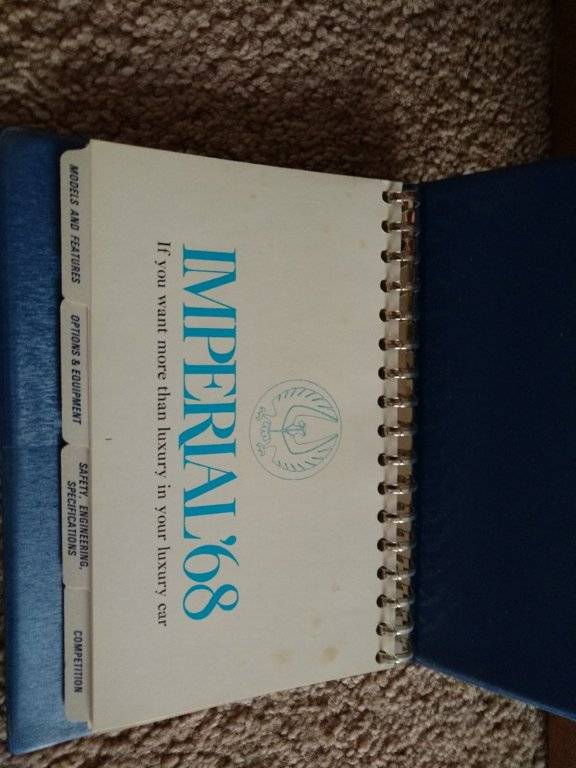 IMPERIAL '68
If you want more than luxury in your luxury car
MODELS AND FEATURES
OPTIONS & EQUIPMENT
SAFETY, ENGINEERING,
SPECIFICATIONS
COMPETITION